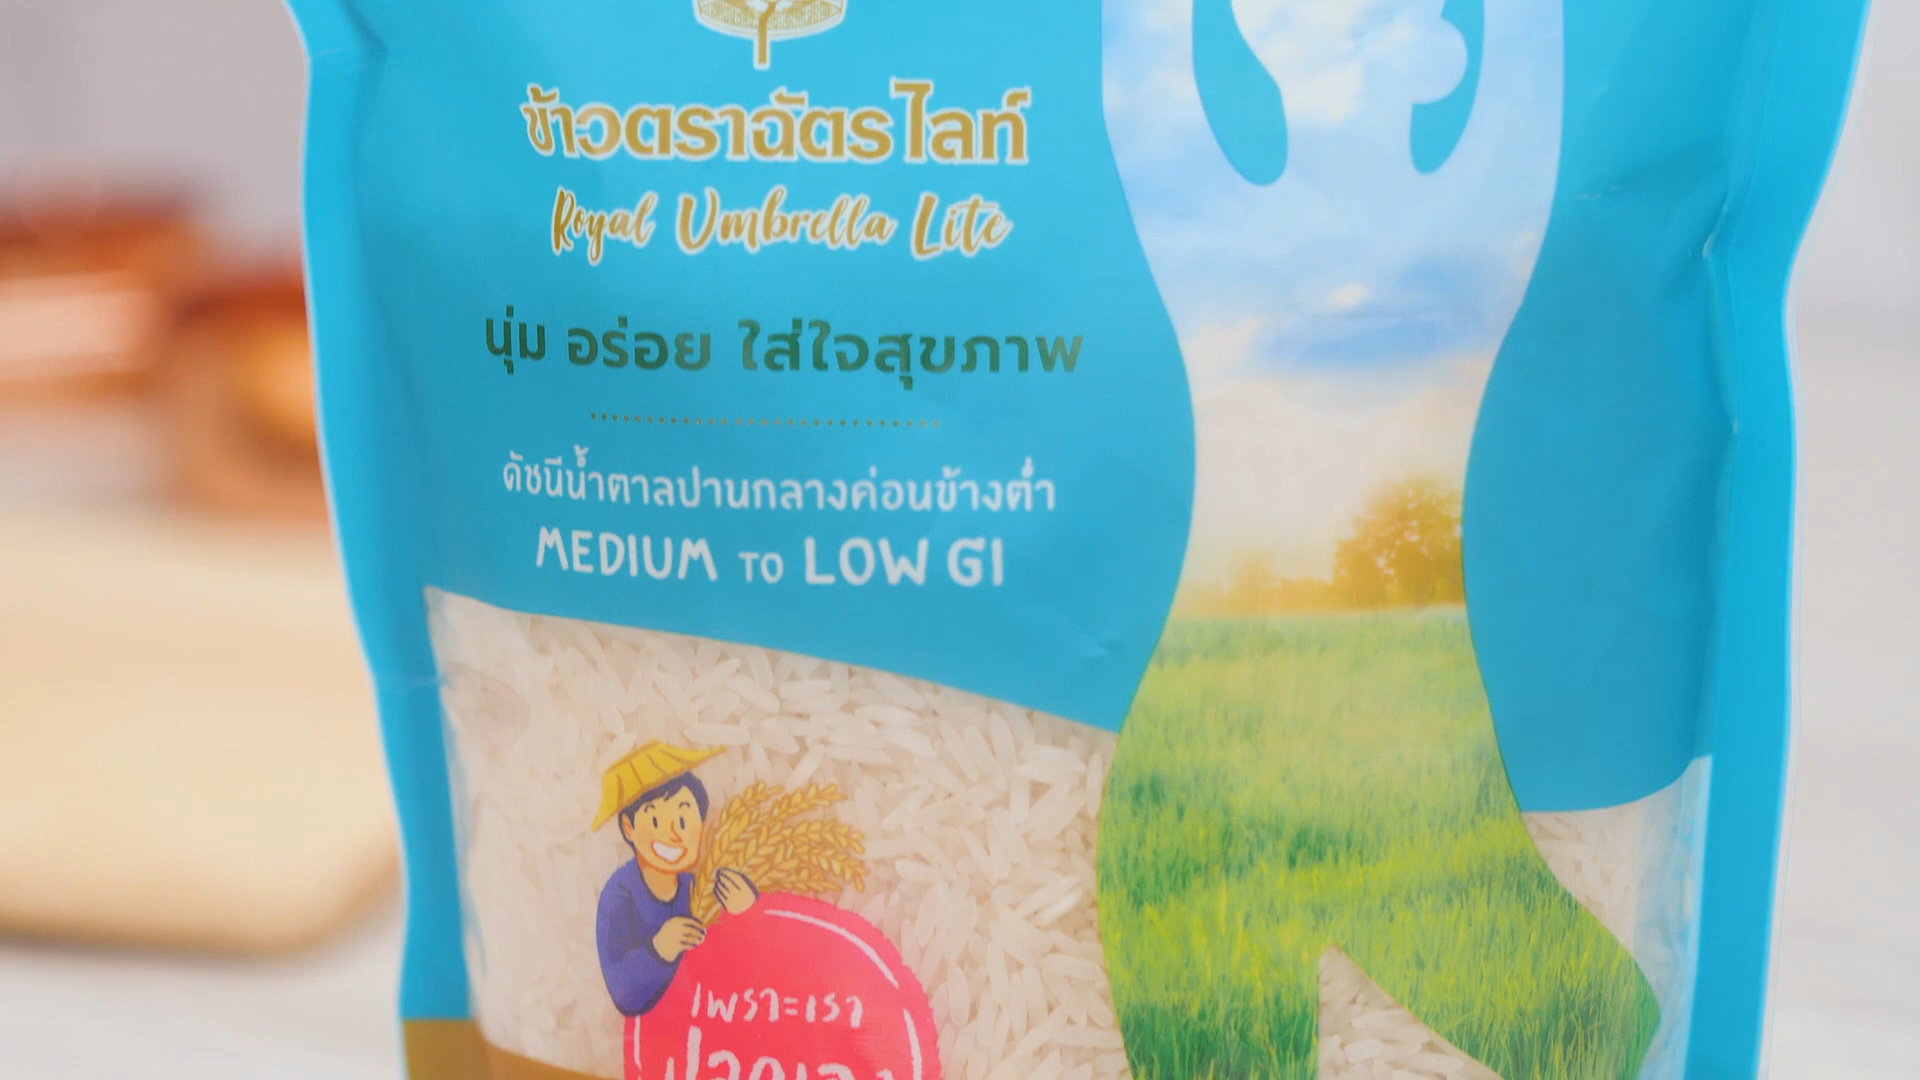 ข้าวตราฉัตรไลท์
Royal Umbrella Lite
นุ่ม อร่อย ใส่ใจสุขภาพ
ดัชนีน้ำตาลปานกลางค่อนข้างต่ำ
MEDIUM TO LOW GI
เพราะเรา